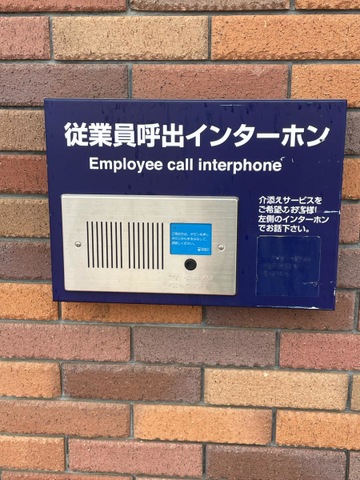 従業員呼出インターホン
Employee call interphone
介添えサービスを
ご希望のお客様は
左側のインターホン
でお話下さい。